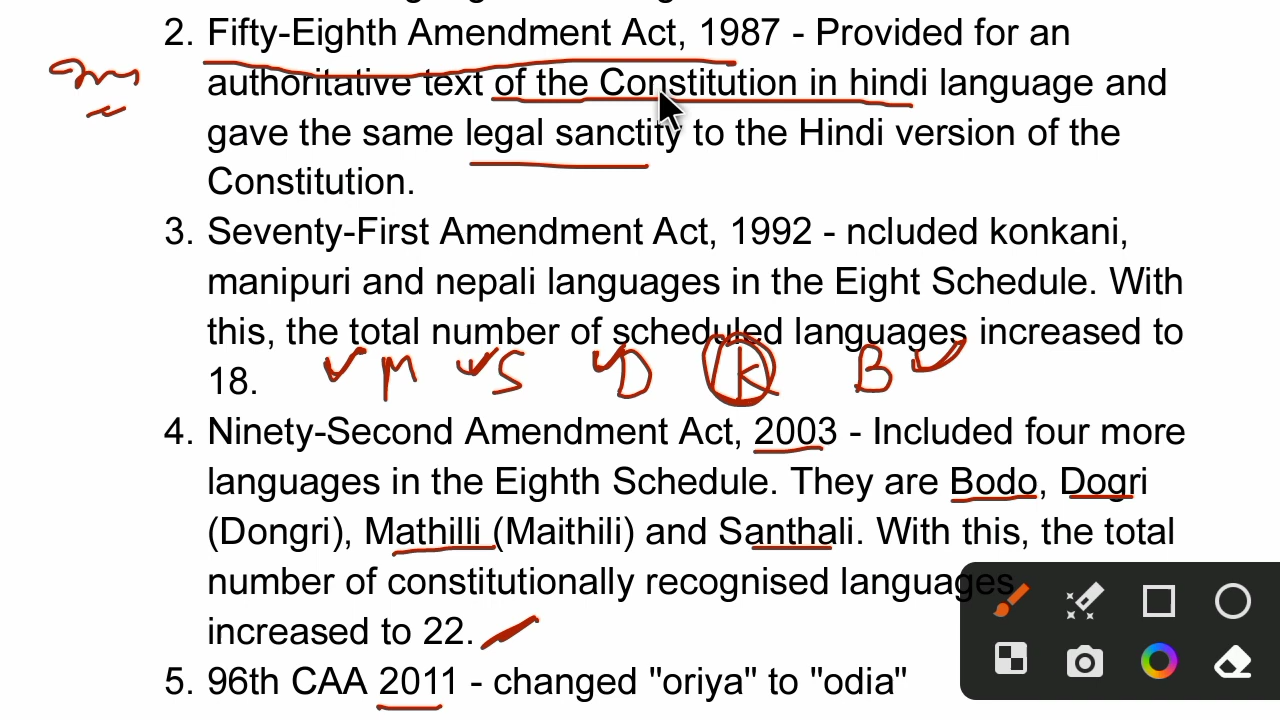 2. Fifty-Eighth Amendment Act, 1987 - Provided for an
authoritative text of the Constitution in hindi language and
gave the same legal sanctity to the Hindi version of the
Constitution.
3. Seventy-First Amendment Act, 1992 - ncluded konkani,
manipuri and nepali languages in the Eight Schedule. With
this, the total number of scheduled languages increased to
18.
M S D K B
4. Ninety-Second Amendment Act, 2003 - Included four more
languages in the Eighth Schedule. They are Bodo, Dogri
(Dongri), Mathilli (Maithili) and Santhali. With this, the total
number of constitutionally recognised languages
increased to 22.
5. 96th CAA 2011 - changed "oriya" to "odia"